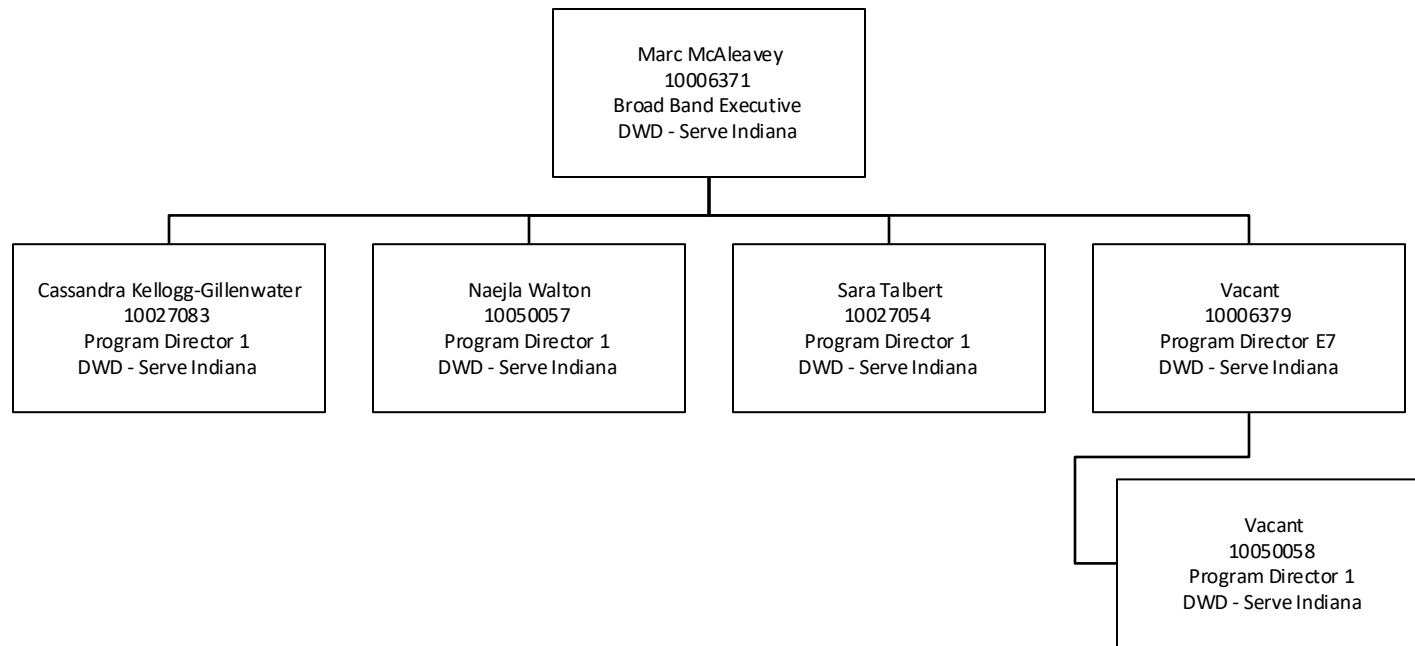 Marc McAleavey
10006371
Broad Band Executive
DWD - Serve Indiana
Cassandra Kellogg-Gillenwater
10027083
Program Director 1
DWD - Serve Indiana
Naejla Walton
10050057
Program Director 1
DWD - Serve Indiana
Sara Talbert
10027054
Program Director 1
DWD - Serve Indiana
Vacant
10006379
Program Director E7
DWD - Serve Indiana
Vacant
10050058
Program Director 1
DWD - Serve Indiana